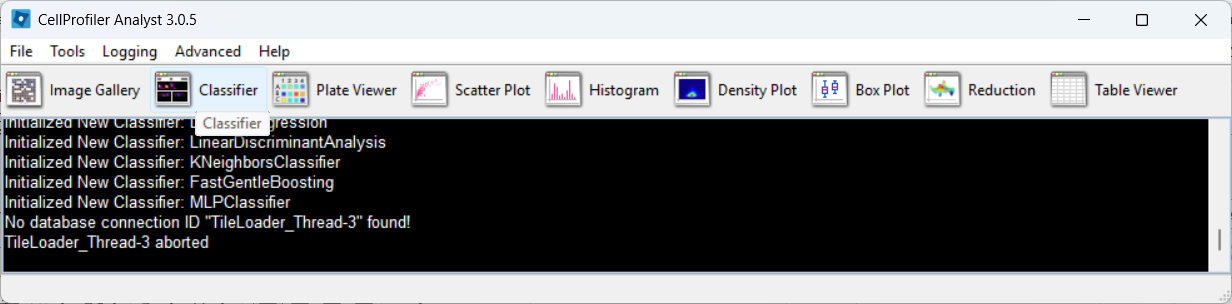 CellProfiler Analyst 3.0.5
File Tools Logging Advanced Help
Image Gallery Classifier Plate Viewer Scatter Plot Histogram Density Plot Box Plot Reduction Table Viewer
Classifier
Initialized New Classifier:
Initialized New Classifier: LinearDiscriminantAnalysis
Initialized New Classifier: KNeighborsClassifier
Initialized New Classifier: FastGentleBoosting
Initialized New Classifier: MLPClassifier
No database connection ID "TileLoader_Thread-3" found!
TileLoader_Thread-3 aborted